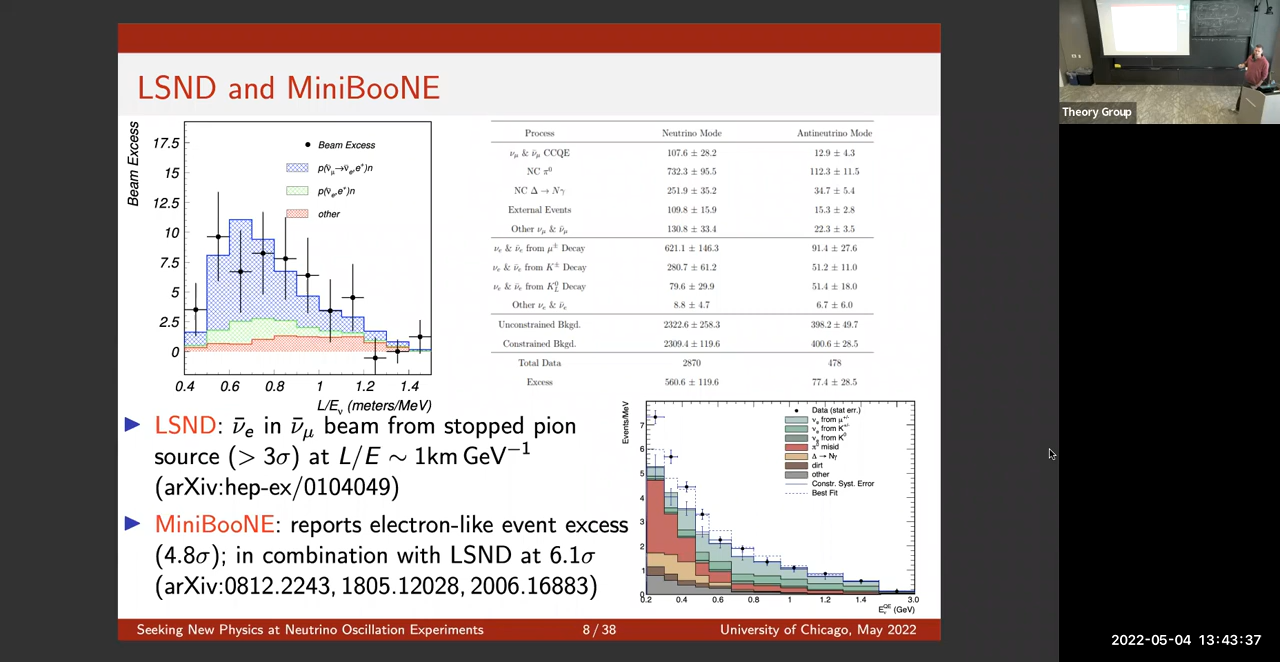 LSND and MiniBooNE
Beam Excess
17.5
15
12.5
10
7.5
5
2.5
0
0.4 0.6 0.8 1 1.2 1.4
L/Eν (meters/MeV)
Beam Excess
p(ν̄μ→ν̄e,e⁺)n
p(ν̄e,e⁺)n
other
Process Neutrino Mode Antineutrino Mode
νμ & ν̄μ CCQE 107.6 ± 28.2 12.9 ± 4.3
NC π⁰ 732.3 ± 95.5 112.3 ± 11.5
NC Δ → Nγ 251.9 ± 35.2 34.7 ± 5.4
External Events 109.8 ± 15.9 15.3 ± 2.8
Other νμ & ν̄μ 130.8 ± 33.4 22.3 ± 3.5
νe & ν̄e from μ± Decay 621.1 ± 146.3 91.4 ± 27.6
νe & ν̄e from K± Decay 280.7 ± 61.2 51.2 ± 11.0
νe & ν̄e from K⁰L Decay 79.6 ± 29.9 51.4 ± 18.0
Other νe & ν̄e 8.8 ± 4.7 6.7 ± 6.0
Unconstrained Bkgd. 2322.6 ± 258.3 398.2 ± 49.7
Constrained Bkgd. 2309.4 ± 119.6 400.6 ± 28.5
Total Data 2870 478
Excess 560.6 ± 119.6 77.4 ± 28.5
▶ LSND: ν̄e in ν̄μ beam from stopped pion
source (> 3σ) at L/E ∼ 1km GeV⁻¹
(arXiv:hep-ex/0104049)
▶ MiniBooNE: reports electron-like event excess
(4.8σ); in combination with LSND at 6.1σ
(arXiv:0812.2243, 1805.12028, 2006.16883)
Events/MeV
7
6
5
4
3
2
1
0
0.2 0.4 0.6 0.8 1 1.2 1.4 3.0
Eν^QE (GeV)
Data (stat err.)
νe from μ+/-
νe from K+/-
νe from K⁰
π⁰ misid
Δ → Nγ
dirt
other
Constr. Syst. Error
Best Fit
Seeking New Physics at Neutrino Oscillation Experiments 8 / 38 University of Chicago, May 2022
Theory Group
2022-05-04 13:43:37